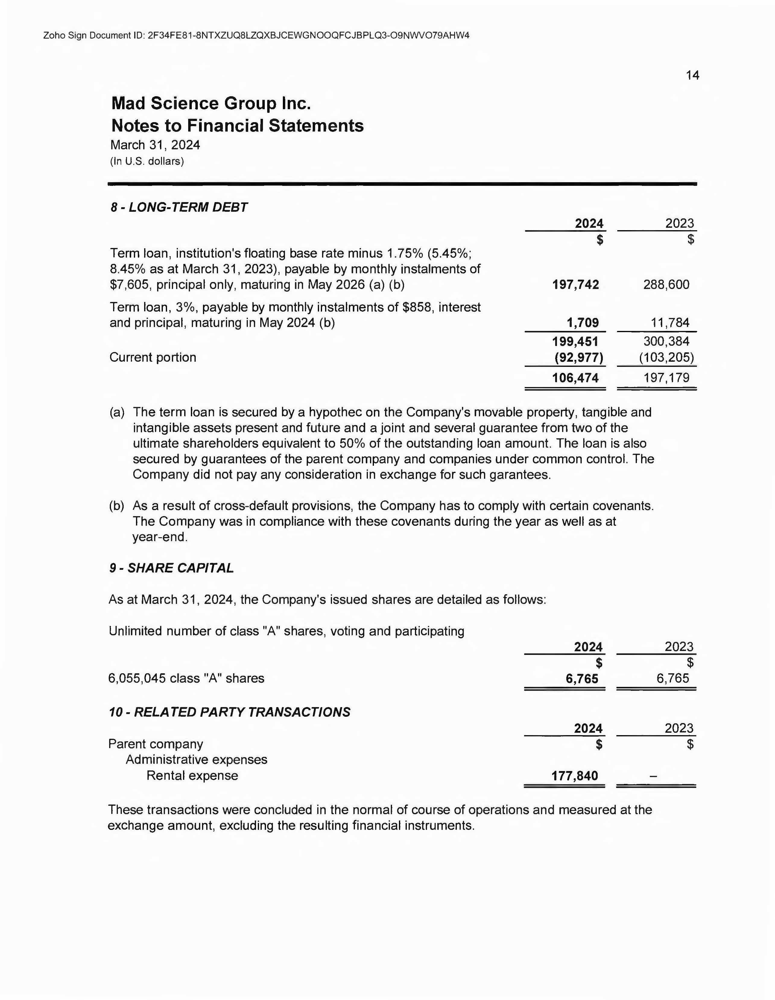 Zoho Sign Document ID: 2F34FE81-8NTXZUQ8LZQXBJCEWGNOOQFCJBPLQ3-O9NWVO79AHW4
14
Mad Science Group Inc.
Notes to Financial Statements
March 31, 2024
(In U.S. dollars)
8 - LONG-TERM DEBT
2024 2023
$ $
Term loan, institution's floating base rate minus 1.75% (5.45%;
8.45% as at March 31, 2023), payable by monthly instalments of
$7,605, principal only, maturing in May 2026 (a) (b) 197,742 288,600
Term loan, 3%, payable by monthly instalments of $858, interest
and principal, maturing in May 2024 (b) 1,709 11,784
199,451 300,384
Current portion (92,977) (103,205)
106,474 197,179
(a) The term loan is secured by a hypothec on the Company's movable property, tangible and
intangible assets present and future and a joint and several guarantee from two of the
ultimate shareholders equivalent to 50% of the outstanding loan amount. The loan is also
secured by guarantees of the parent company and companies under common control. The
Company did not pay any consideration in exchange for such garantees.
(b) As a result of cross-default provisions, the Company has to comply with certain covenants.
The Company was in compliance with these covenants during the year as well as at
year-end.
9 - SHARE CAPITAL
As at March 31, 2024, the Company's issued shares are detailed as follows:
Unlimited number of class "A" shares, voting and participating
2024 2023
$ $
6,055,045 class "A" shares 6,765 6,765
10 - RELATED PARTY TRANSACTIONS
2024 2023
Parent company $ $
Administrative expenses
Rental expense 177,840 –
These transactions were concluded in the normal of course of operations and measured at the
exchange amount, excluding the resulting financial instruments.